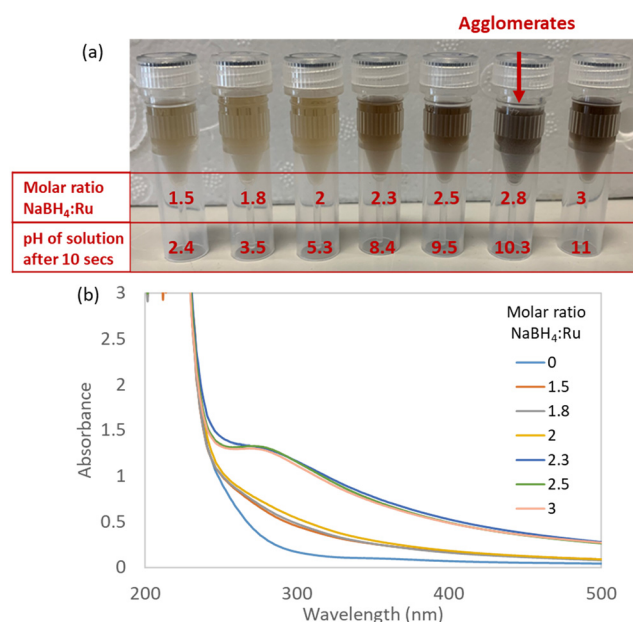 Agglomerates
(a)
Molar ratio
NaBH₄:Ru
1.5 1.8 2 2.3 2.5 2.8 3
pH of solution
after 10 secs
2.4 3.5 5.3 8.4 9.5 10.3 11
(b)
3
2.5
2
1.5
1
0.5
0
Absorbance
200 300 400 500
Wavelength (nm)
Molar ratio
NaBH₄:Ru
0
1.5
1.8
2
2.3
2.5
3